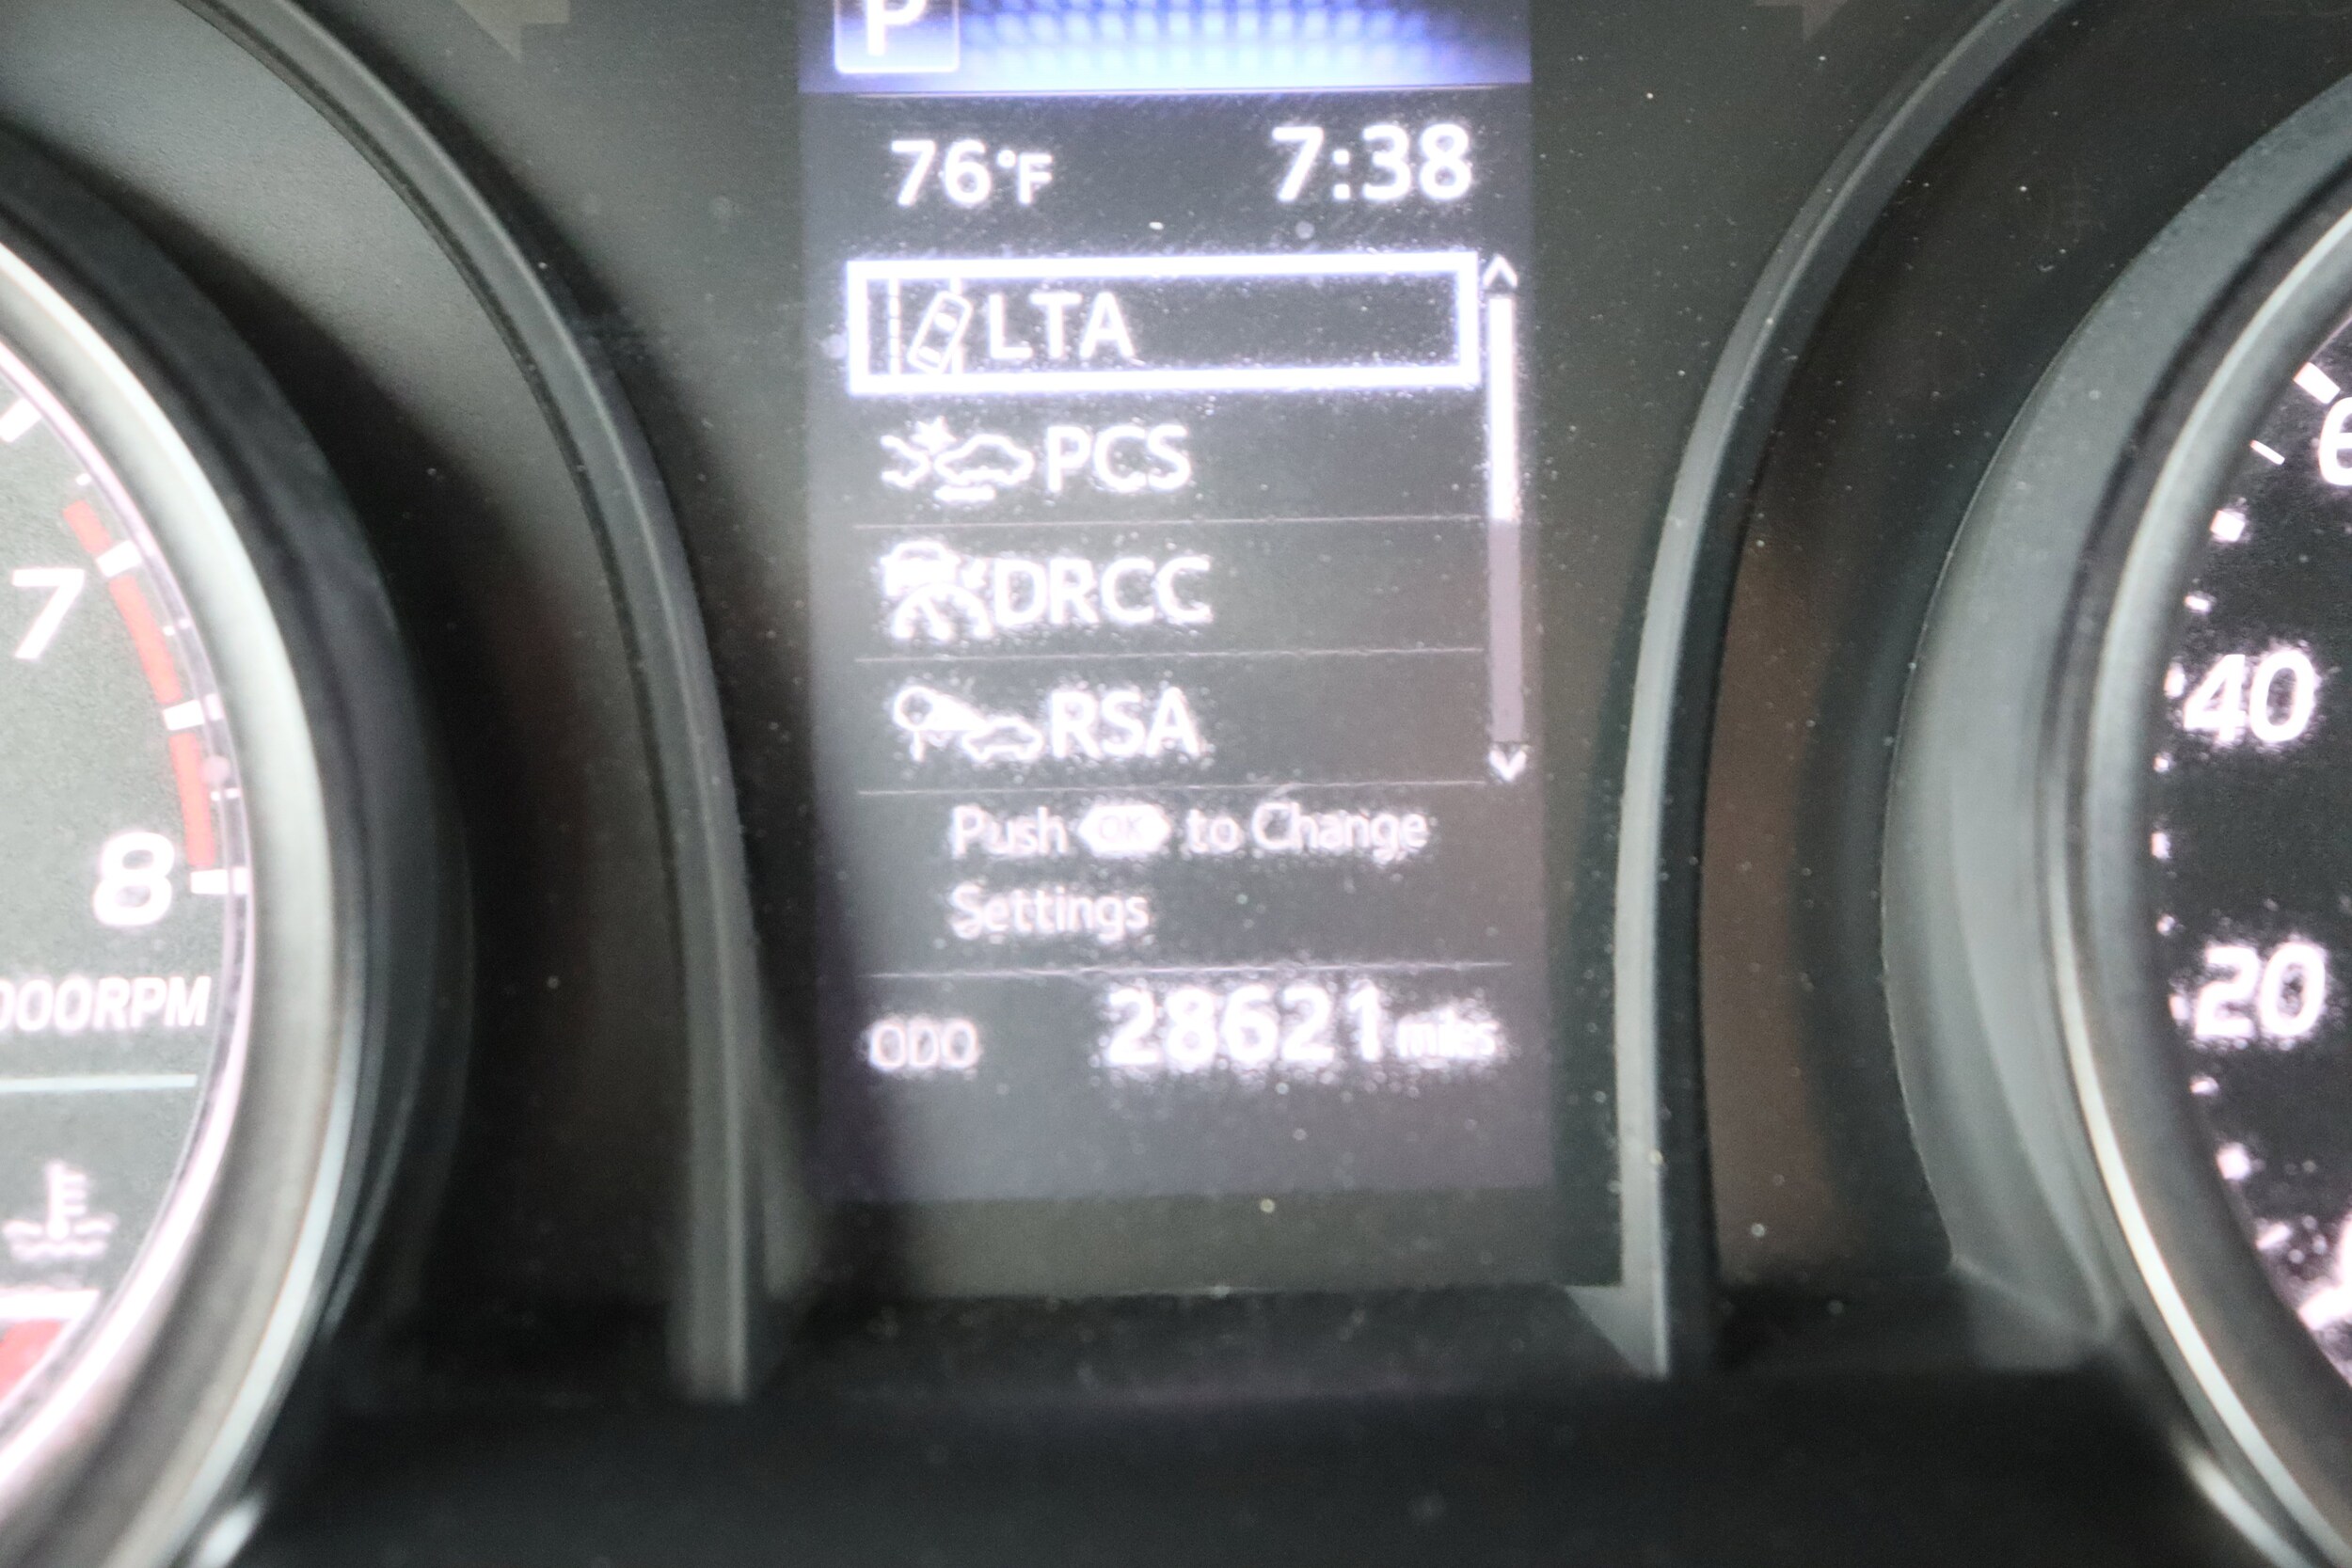 P
76°F 7:38
LTA
PCS
DRCC
RSA
Push OK to Change
Settings
ODO 28621 miles
7
8
000RPM
40
20